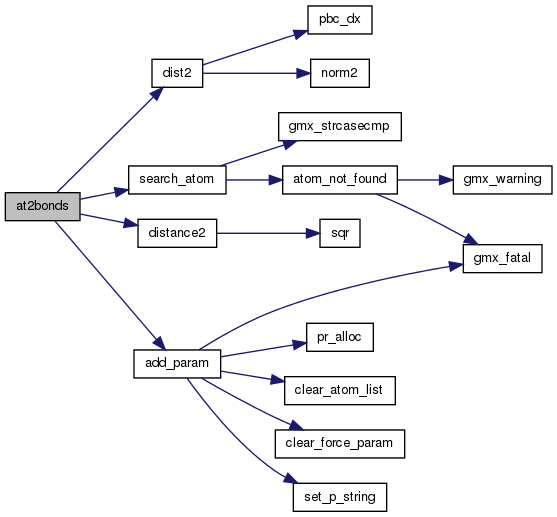 pbc_dx
dist2
norm2
gmx_strcasecmp
search_atom
atom_not_found
gmx_warning
at2bonds
distance2
sqr
gmx_fatal
pr_alloc
add_param
clear_atom_list
clear_force_param
set_p_string